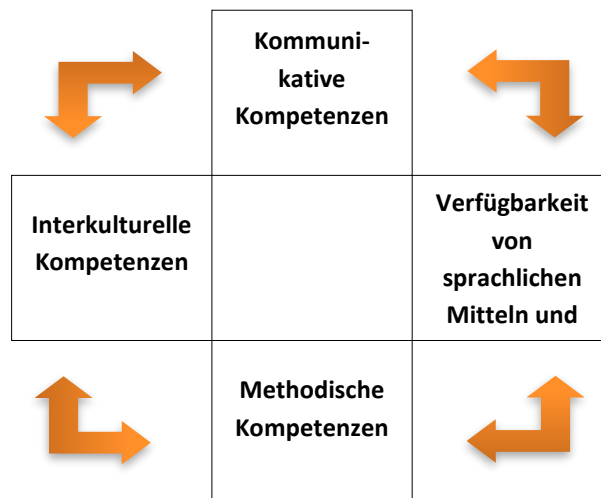 Kommuni-
kative
Kompetenzen
Interkulturelle
Kompetenzen
Verfügbarkeit
von
sprachlichen
Mitteln und
Methodische
Kompetenzen